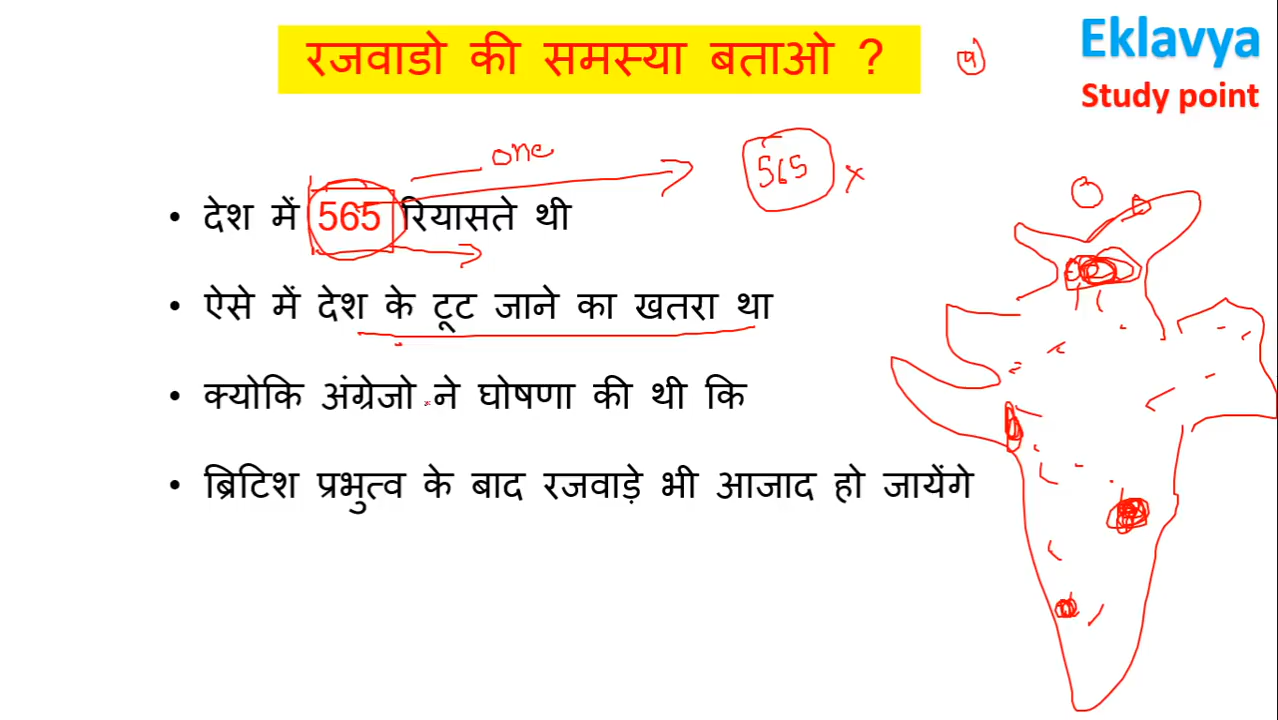 रजवाडो की समस्या बताओ ?
Eklavya
Study point
one
565 x
• देश में 565 रियासते थी
• ऐसे में देश के टूट जाने का खतरा था
• क्योकि अंग्रेजो ने घोषणा की थी कि
• ब्रिटिश प्रभुत्व के बाद रजवाड़े भी आजाद हो जायेंगे